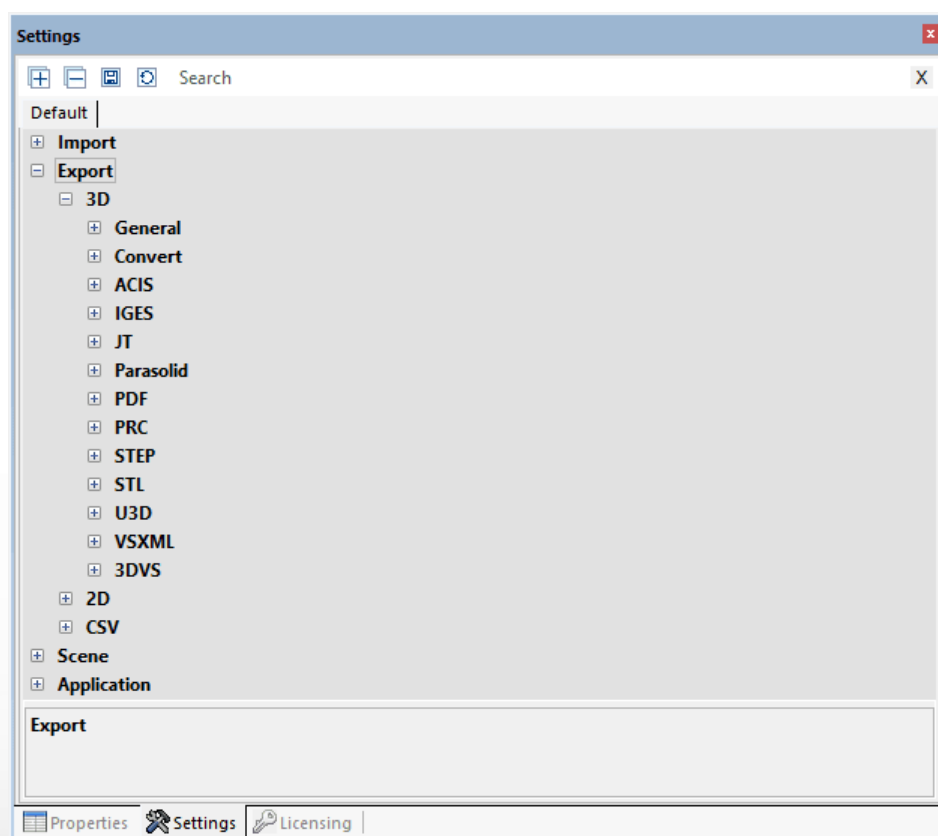 Settings
Search X
Default
Import
Export
3D
General
Convert
ACIS
IGES
JT
Parasolid
PDF
PRC
STEP
STL
U3D
VSXML
3DVS
2D
CSV
Scene
Application
Export
Properties Settings Licensing